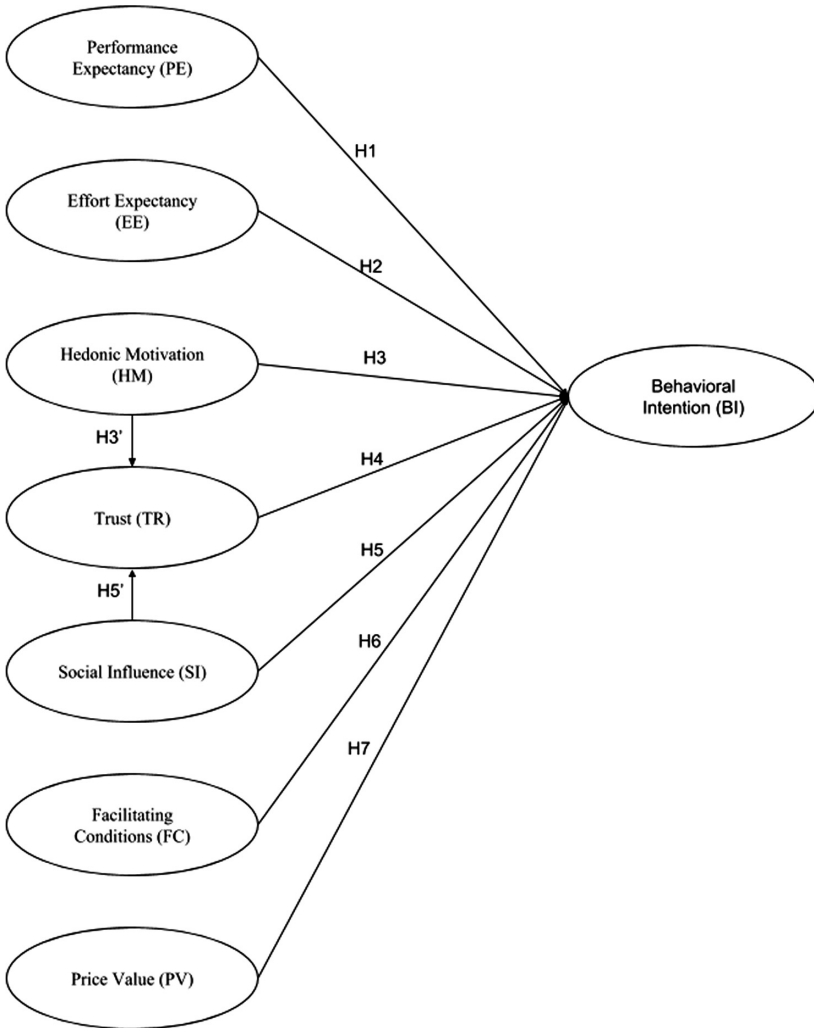 Performance
Expectancy (PE)
H1
Effort Expectancy
(EE)
H2
Hedonic Motivation
(HM)
H3
Behavioral
Intention (BI)
H3'
H4
Trust (TR)
H5
H5'
H6
Social Influence (SI)
H7
Facilitating
Conditions (FC)
Price Value (PV)